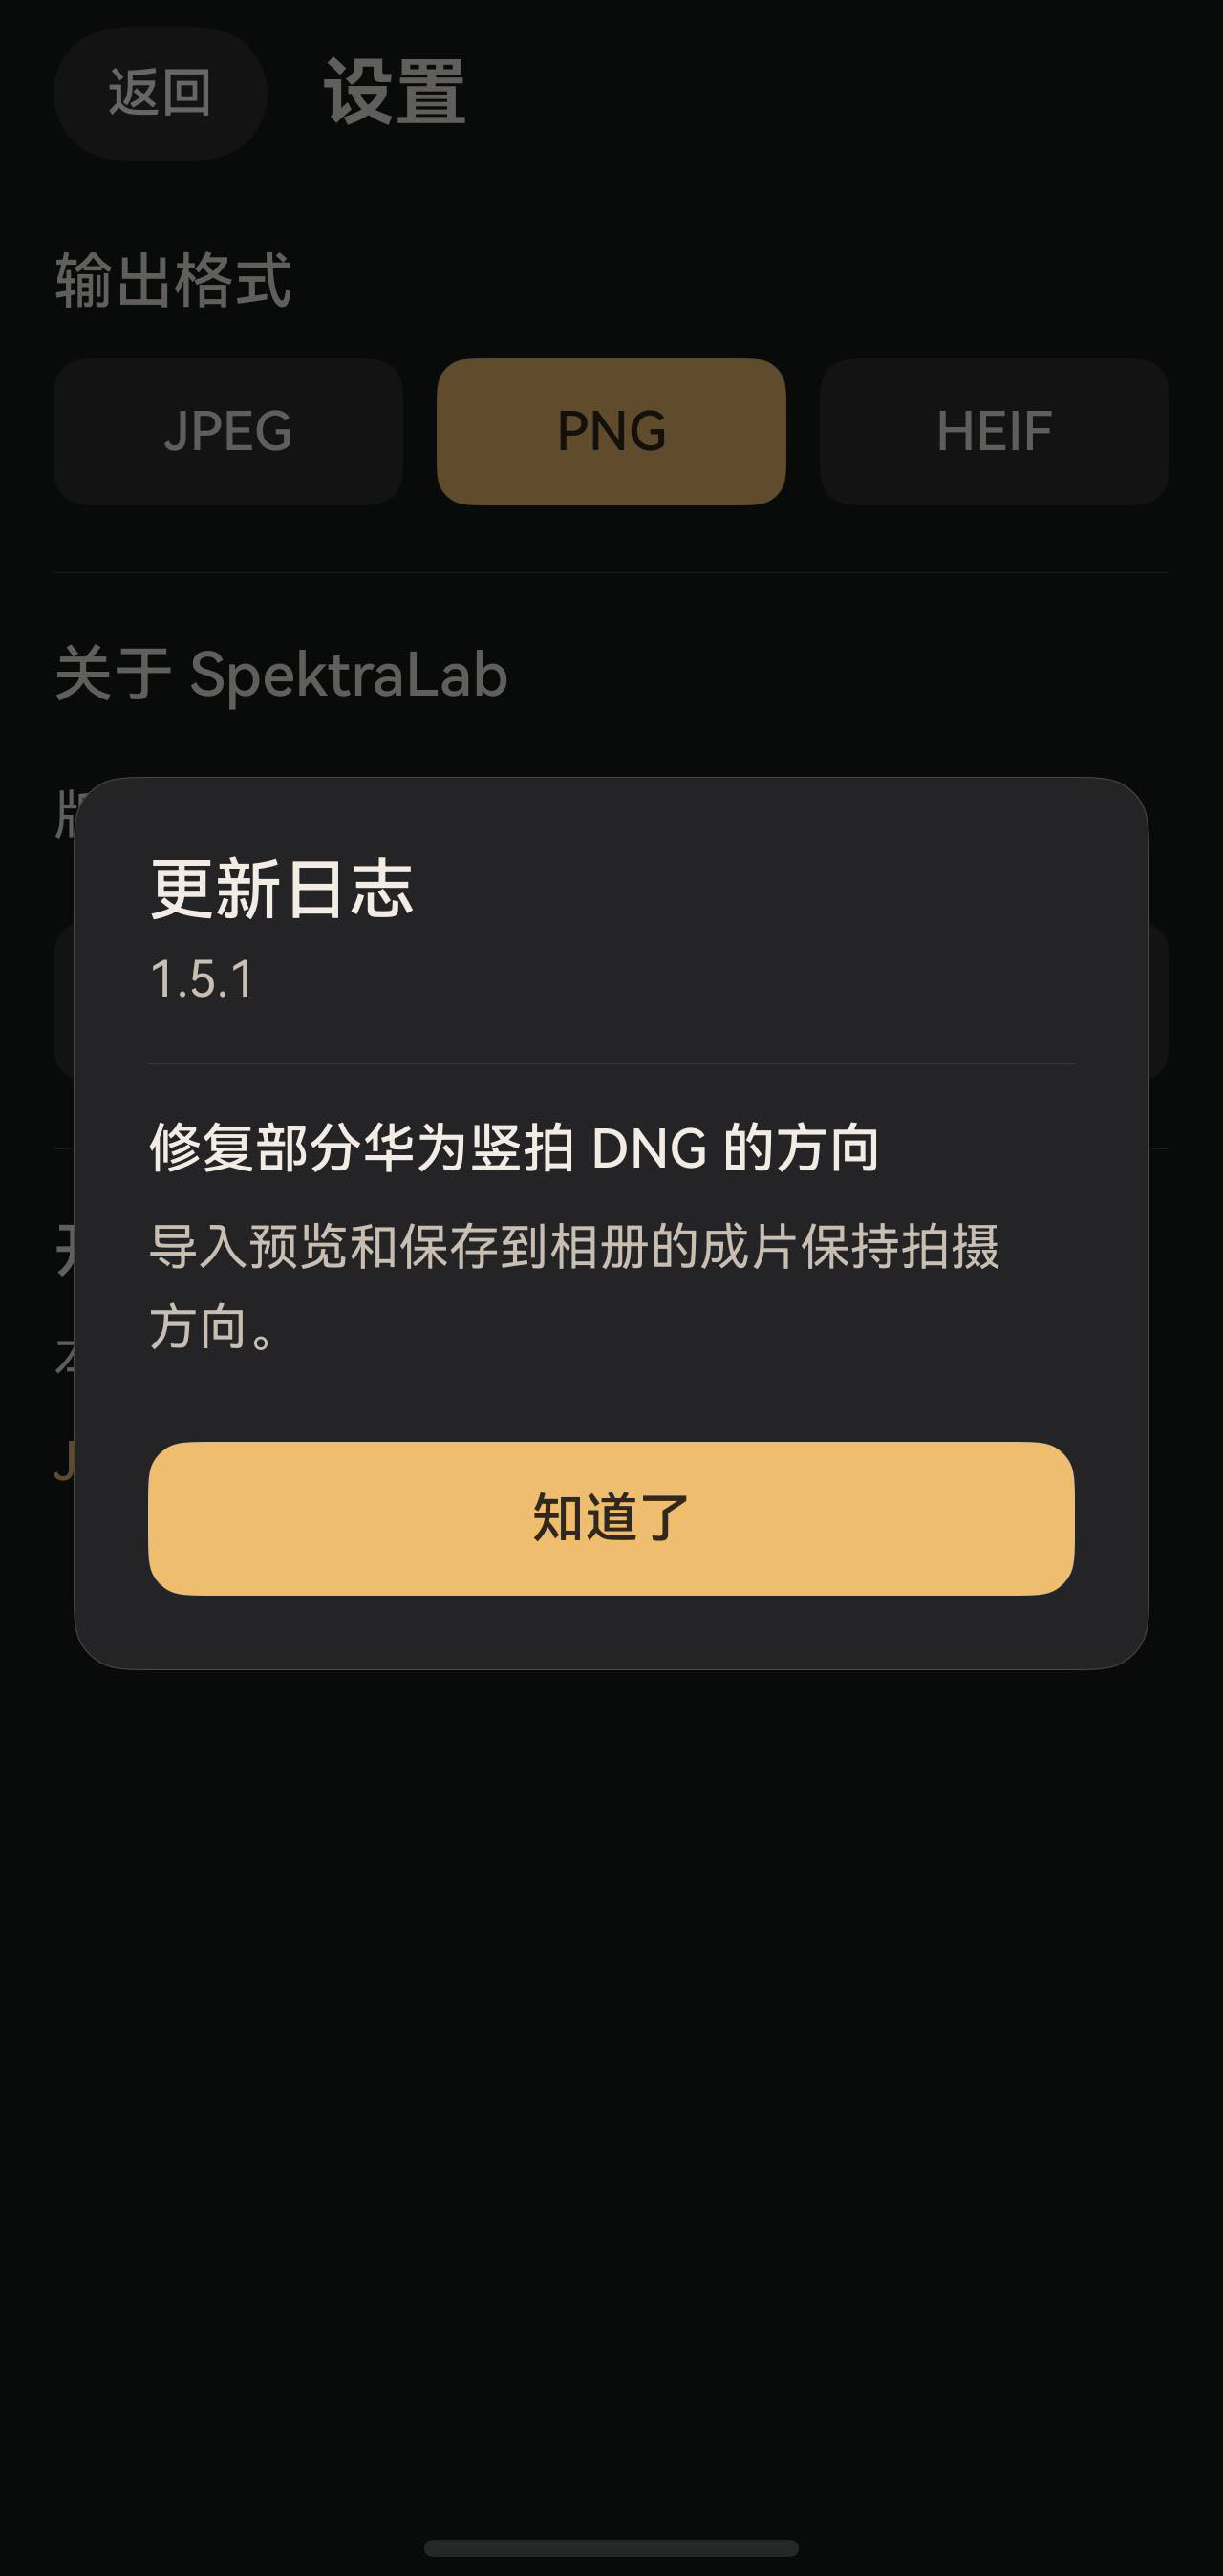 返回
设置
输出格式
JPEG
PNG
HEIF
关于 SpektraLab
更新日志
1.5.1
修复部分华为竖拍 DNG 的方向
导入预览和保存到相册的成片保持拍摄
方向。
知道了